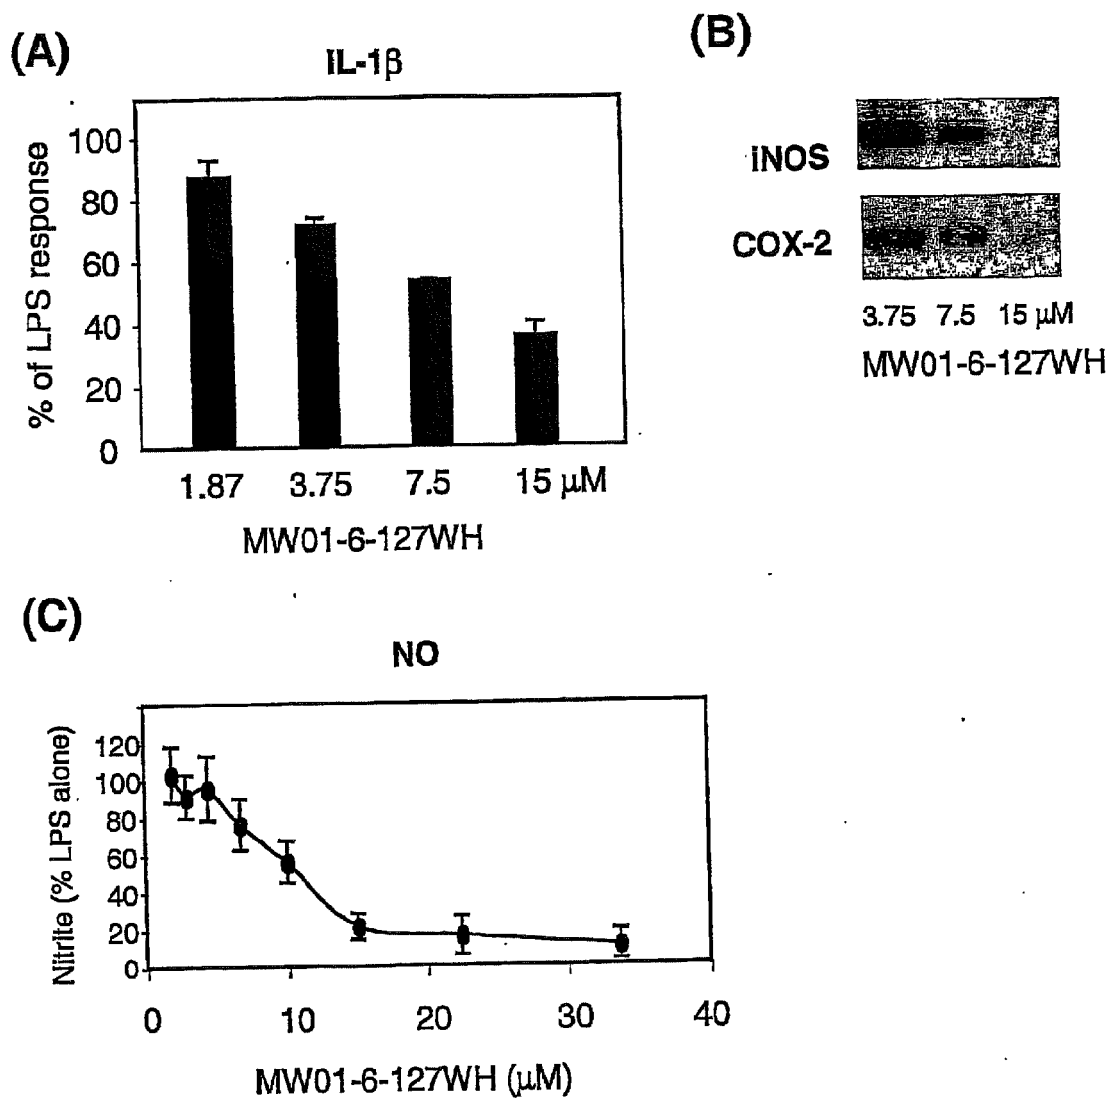 (A)
IL-1β
% of LPS response
100
80
60
40
20
0
1.87 3.75 7.5 15 μM
MW01-6-127WH
(B)
iNOS
COX-2
3.75 7.5 15 μM
MW01-6-127WH
(C)
NO
Nitrite (% LPS alone)
120
100
80
60
40
20
0
0 10 20 30 40
MW01-6-127WH (μM)